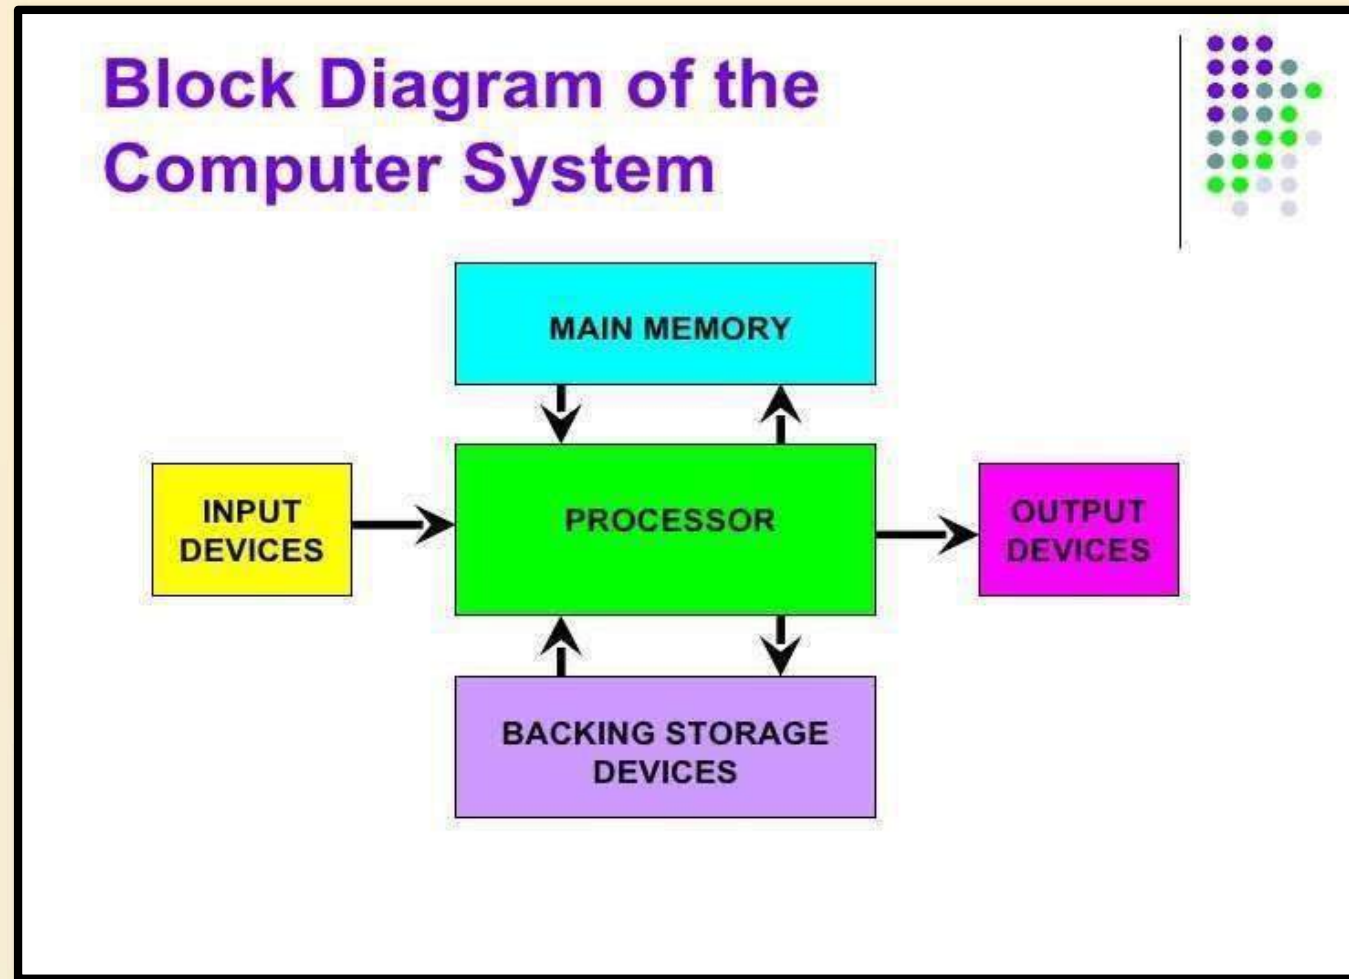 Block Diagram of the
Computer System
MAIN MEMORY
INPUT
DEVICES
PROCESSOR
OUTPUT
DEVICES
BACKING STORAGE
DEVICES